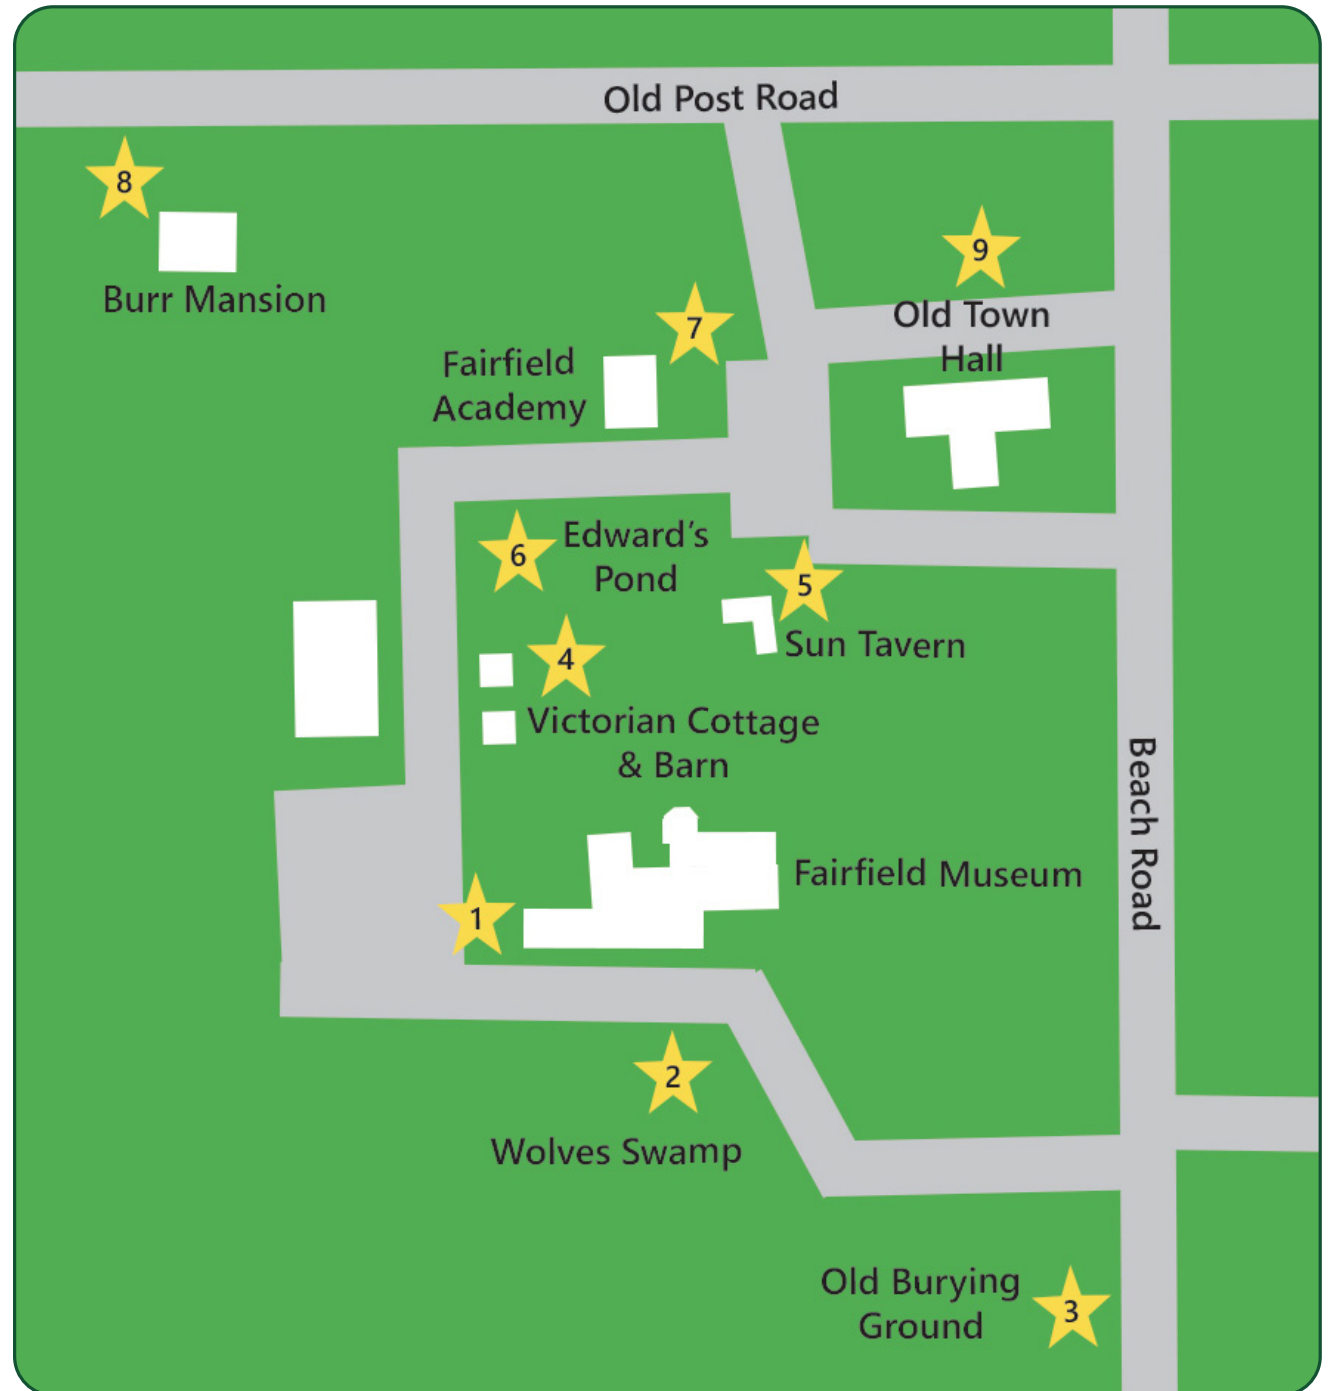 Old Post Road
8
Burr Mansion
9
Old Town
Hall
7
Fairfield
Academy
6
Edward’s
Pond
5
Sun Tavern
4
Victorian Cottage
& Barn
Beach Road
Fairfield Museum
1
2
Wolves Swamp
Old Burying
Ground
3